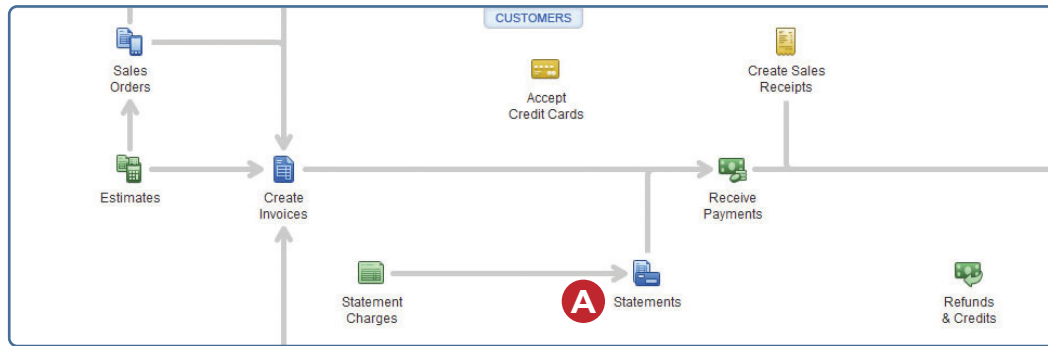 CUSTOMERS
Sales
Orders
Accept
Credit Cards
Create Sales
Receipts
Estimates
Create
Invoices
Receive
Payments
Statement
Charges
A
Statements
Refunds
& Credits